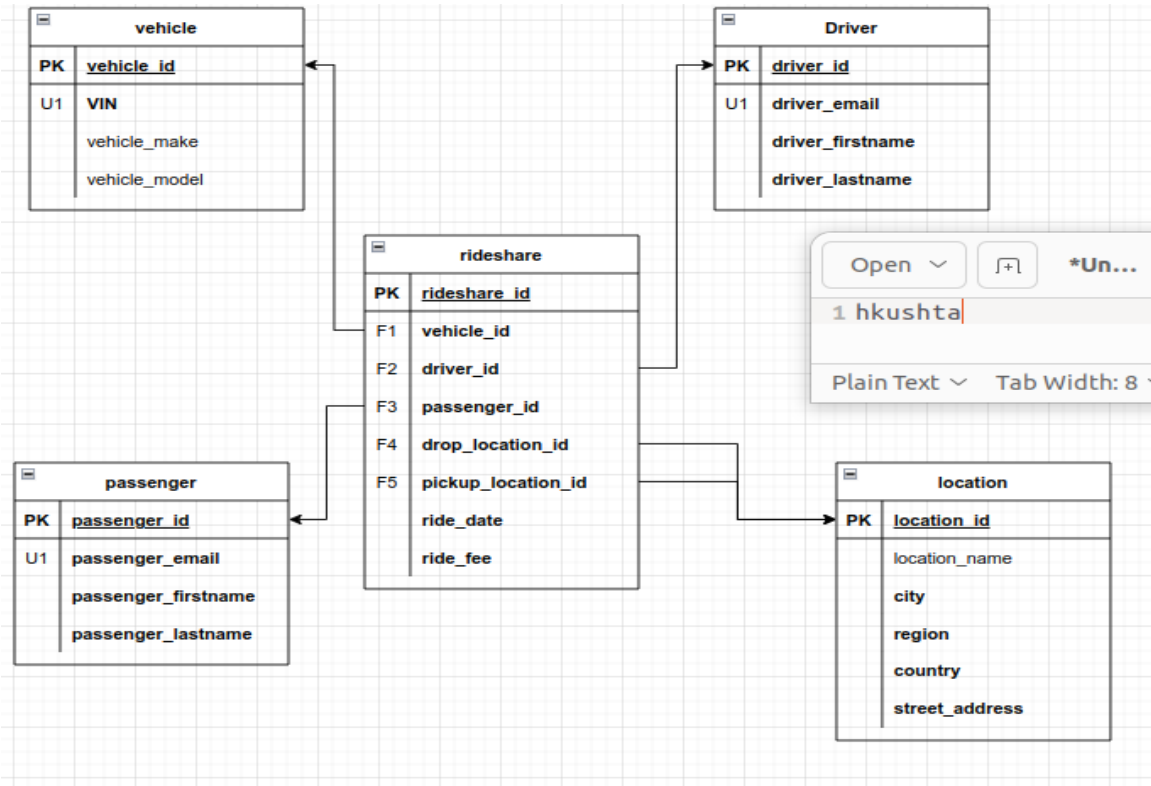 vehicle
PK vehicle_id
U1 VIN
vehicle_make
vehicle_model
Driver
PK driver_id
U1 driver_email
driver_firstname
driver_lastname
rideshare
PK rideshare_id
F1 vehicle_id
F2 driver_id
F3 passenger_id
F4 drop_location_id
F5 pickup_location_id
ride_date
ride_fee
Open *Un...
1 hkushta
Plain Text Tab Width: 8
passenger
PK passenger_id
U1 passenger_email
passenger_firstname
passenger_lastname
location
PK location_id
location_name
city
region
country
street_address